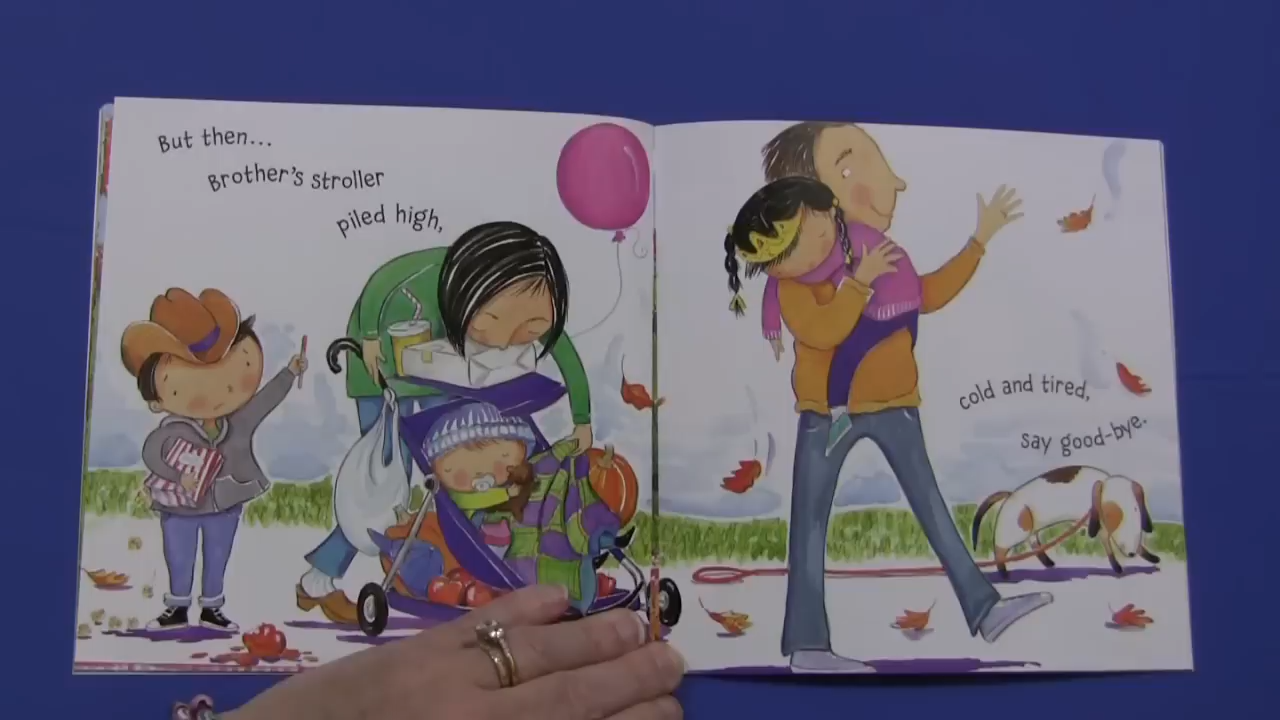 But then...
Brother's stroller
piled high,
cold and tired,
say good-bye.